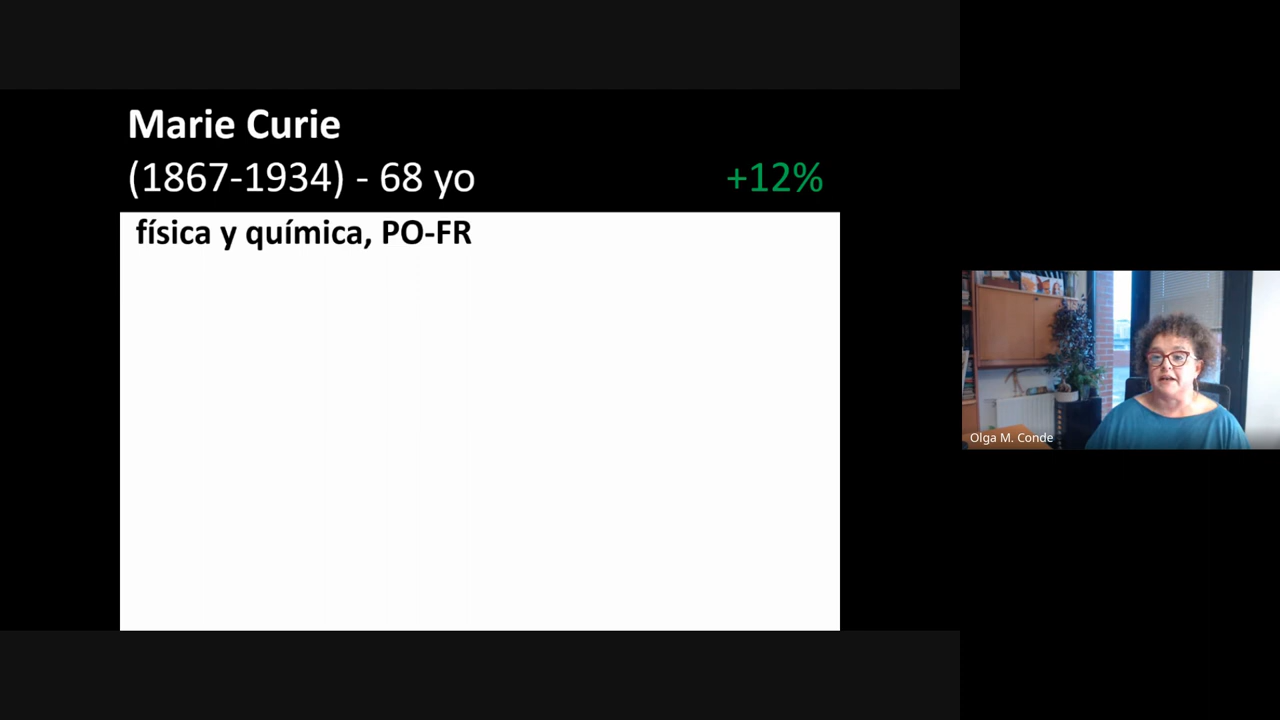 Marie Curie
(1867-1934) - 68 yo
+12%
física y química, PO-FR
Olga M. Conde